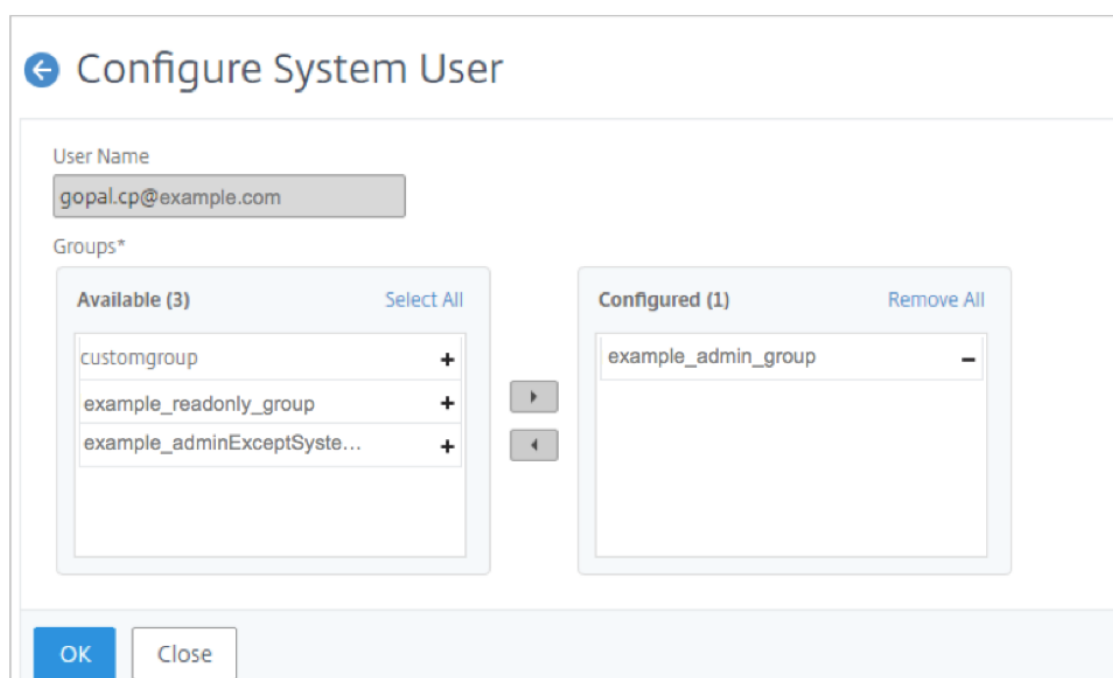 Configure System User
User Name
gopal.cp@example.com
Groups*
Available (3) Select All
customgroup +
example_readonly_group +
example_adminExceptSyste... +
Configured (1) Remove All
example_admin_group −
OK Close